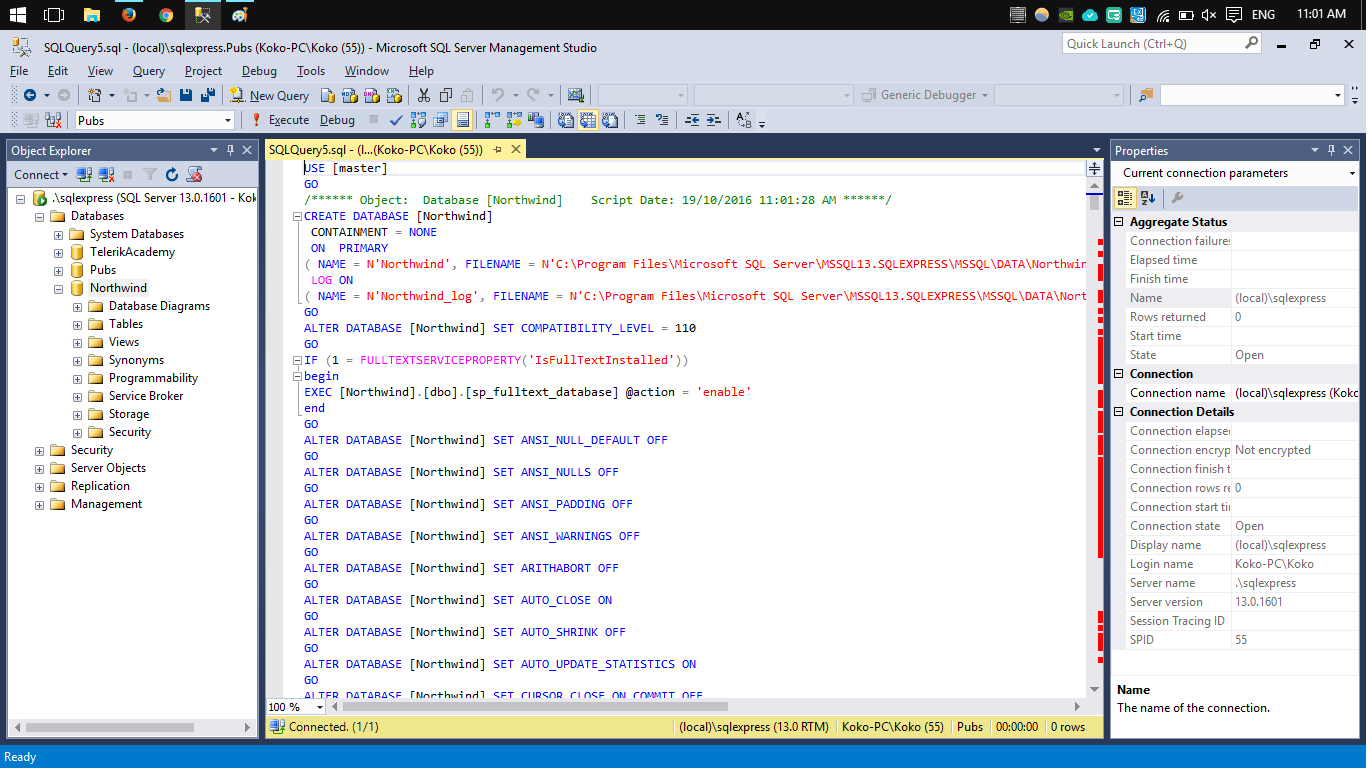 ENG
11:01 AM
SQLQuery5.sql - (local)\sqlexpress.Pubs (Koko-PC\Koko (55)) - Microsoft SQL Server Management Studio
Quick Launch (Ctrl+Q)
File Edit View Query Project Debug Tools Window Help
New Query
Generic Debugger
Pubs
Execute Debug
Object Explorer
Connect
.\sqlexpress (SQL Server 13.0.1601 - Kok
Databases
System Databases
TelerikAcademy
Pubs
Northwind
Database Diagrams
Tables
Views
Synonyms
Programmability
Service Broker
Storage
Security
Security
Server Objects
Replication
Management
SQLQuery5.sql - (l...(Koko-PC\Koko (55))
USE [master]
GO
/****** Object:  Database [Northwind]    Script Date: 19/10/2016 11:01:28 AM ******/
CREATE DATABASE [Northwind]
CONTAINMENT = NONE
ON  PRIMARY
( NAME = N'Northwind', FILENAME = N'C:\Program Files\Microsoft SQL Server\MSSQL13.SQLEXPRESS\MSSQL\DATA\Northwin
LOG ON
( NAME = N'Northwind_log', FILENAME = N'C:\Program Files\Microsoft SQL Server\MSSQL13.SQLEXPRESS\MSSQL\DATA\Nort
GO
ALTER DATABASE [Northwind] SET COMPATIBILITY_LEVEL = 110
GO
IF (1 = FULLTEXTSERVICEPROPERTY('IsFullTextInstalled'))
begin
EXEC [Northwind].[dbo].[sp_fulltext_database] @action = 'enable'
end
GO
ALTER DATABASE [Northwind] SET ANSI_NULL_DEFAULT OFF
GO
ALTER DATABASE [Northwind] SET ANSI_NULLS OFF
GO
ALTER DATABASE [Northwind] SET ANSI_PADDING OFF
GO
ALTER DATABASE [Northwind] SET ANSI_WARNINGS OFF
GO
ALTER DATABASE [Northwind] SET ARITHABORT OFF
GO
ALTER DATABASE [Northwind] SET AUTO_CLOSE ON
GO
ALTER DATABASE [Northwind] SET AUTO_SHRINK OFF
GO
ALTER DATABASE [Northwind] SET AUTO_UPDATE_STATISTICS ON
GO
ALTER DATABASE [Northwind] SET CURSOR_CLOSE_ON_COMMIT OFF
100 %
Connected. (1/1)
(local)\sqlexpress (13.0 RTM)
Koko-PC\Koko (55)
Pubs
00:00:00
0 rows
Properties
Current connection parameters
Aggregate Status
Connection failures
Elapsed time
Finish time
Name (local)\sqlexpress
Rows returned 0
Start time
State Open
Connection
Connection name (local)\sqlexpress (Koko
Connection Details
Connection elapse
Connection encryp Not encrypted
Connection finish t
Connection rows re 0
Connection start ti
Connection state Open
Display name (local)\sqlexpress
Login name Koko-PC\Koko
Server name .\sqlexpress
Server version 13.0.1601
Session Tracing ID
SPID 55
Name
The name of the connection.
Ready